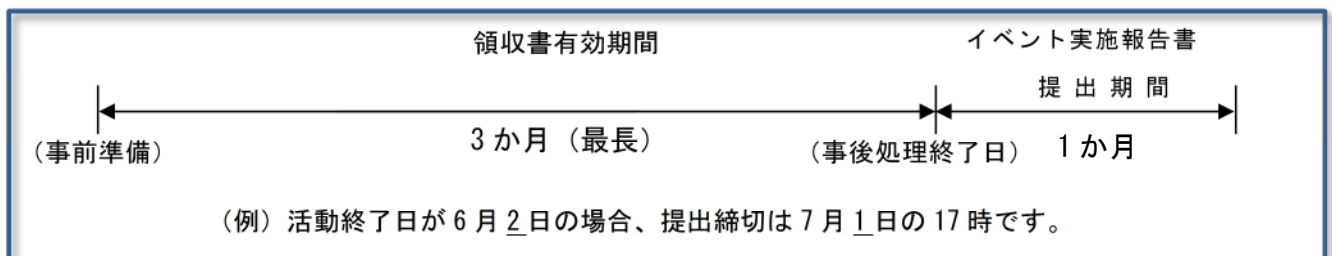 領収書有効期間
イベント実施報告書
提出期間
(事前準備)
3か月(最長)
(事後処理終了日)
1か月
(例)活動終了日が6月2日の場合、提出締切は7月1日の17時です。